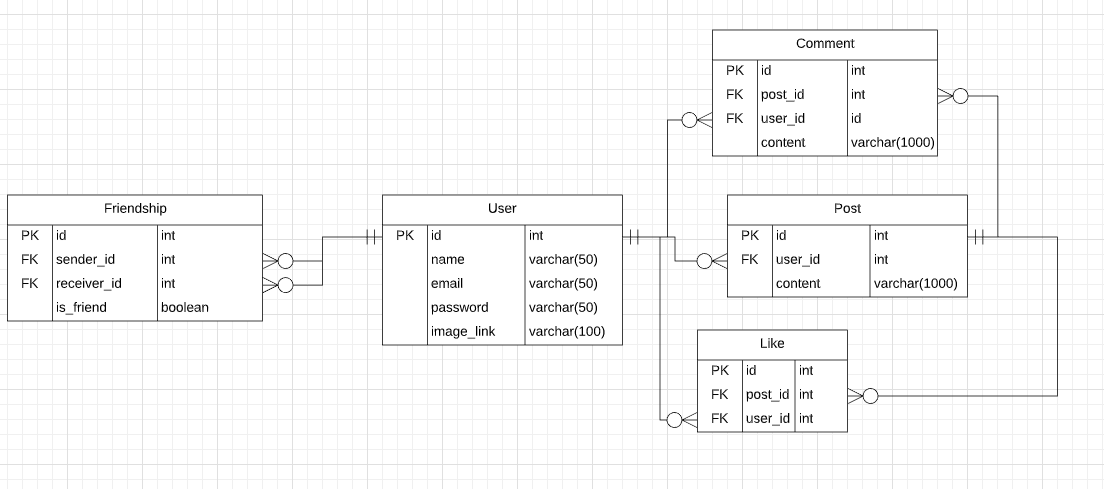 Comment
PK id int
FK post_id int
FK user_id id
content varchar(1000)
Friendship
PK id int
FK sender_id int
FK receiver_id int
is_friend boolean
User
PK id int
name varchar(50)
email varchar(50)
password varchar(50)
image_link varchar(100)
Post
PK id int
FK user_id int
content varchar(1000)
Like
PK id int
FK post_id int
FK user_id int